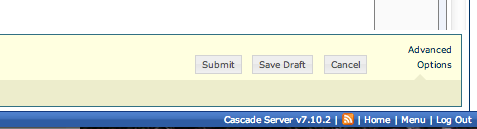 Advanced
Submit Save Draft Cancel Options
Cascade Server v7.10.2 | | Home | Menu | Log Out